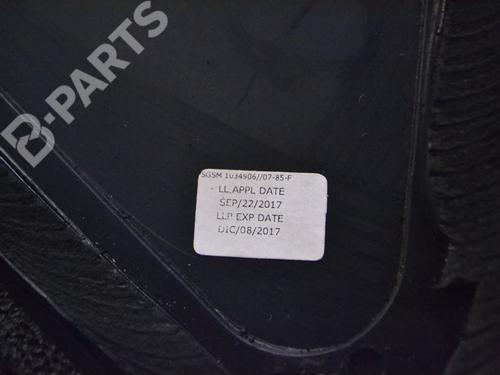 B-PARTS
SGSM 1034906//07-85-F
LL.APPL DATE
SEP/22/2017
LLP EXP DATE
DIC/08/2017